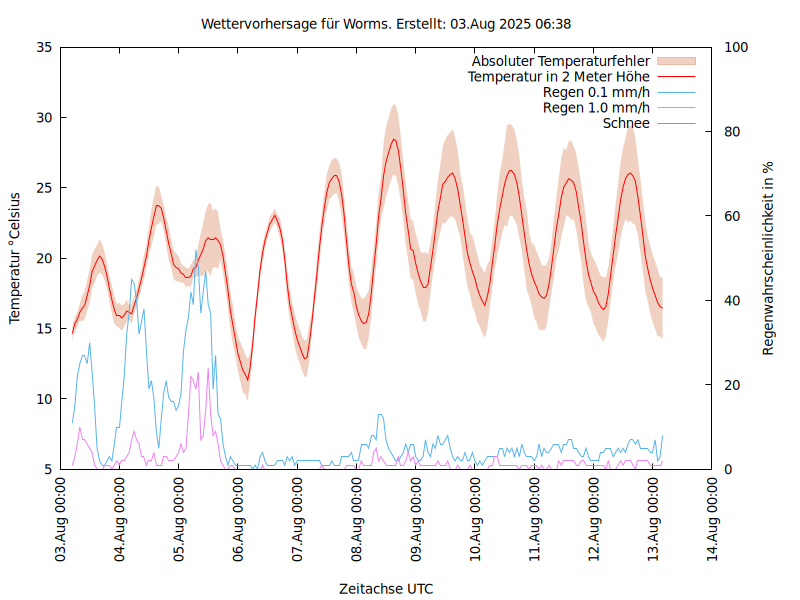 Wettervorhersage für Worms. Erstellt: 03.Aug 2025 06:38
Absoluter Temperaturfehler
Temperatur in 2 Meter Höhe
Regen 0.1 mm/h
Regen 1.0 mm/h
Schnee
Temperatur °Celsius
35
30
25
20
15
10
5
100
80
60
40
20
0
Regenwahrscheinlichkeit in %
03.Aug 00:00
04.Aug 00:00
05.Aug 00:00
06.Aug 00:00
07.Aug 00:00
08.Aug 00:00
09.Aug 00:00
10.Aug 00:00
11.Aug 00:00
12.Aug 00:00
13.Aug 00:00
14.Aug 00:00
Zeitachse UTC